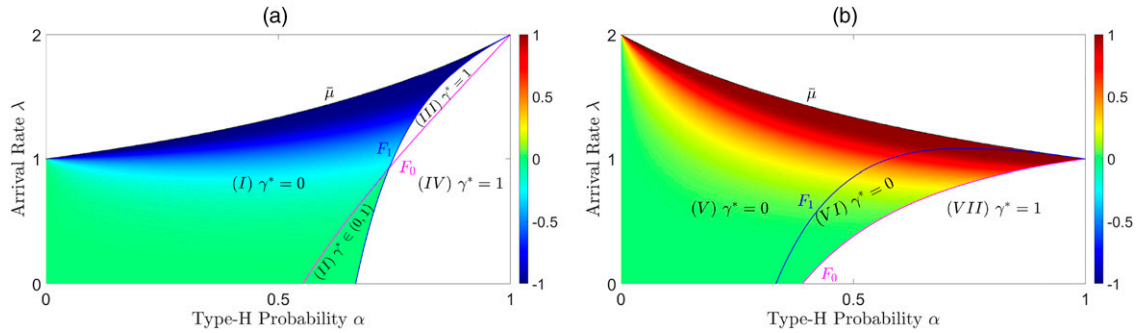 (a)
2
1
0
Arrival Rate λ
μ̄
(I) γ* = 0
(II) γ* ∈ (0, 1)
(III) γ* = 1
(IV) γ* = 1
F₁
F₀
0
0.5
1
Type-H Probability α
1
0.5
0
-0.5
-1
(b)
2
1
0
Arrival Rate λ
μ̄
(V) γ* = 0
F₁
(VI) γ* = 0
(VII) γ* = 1
F₀
0
0.5
1
Type-H Probability α
1
0.5
0
-0.5
-1